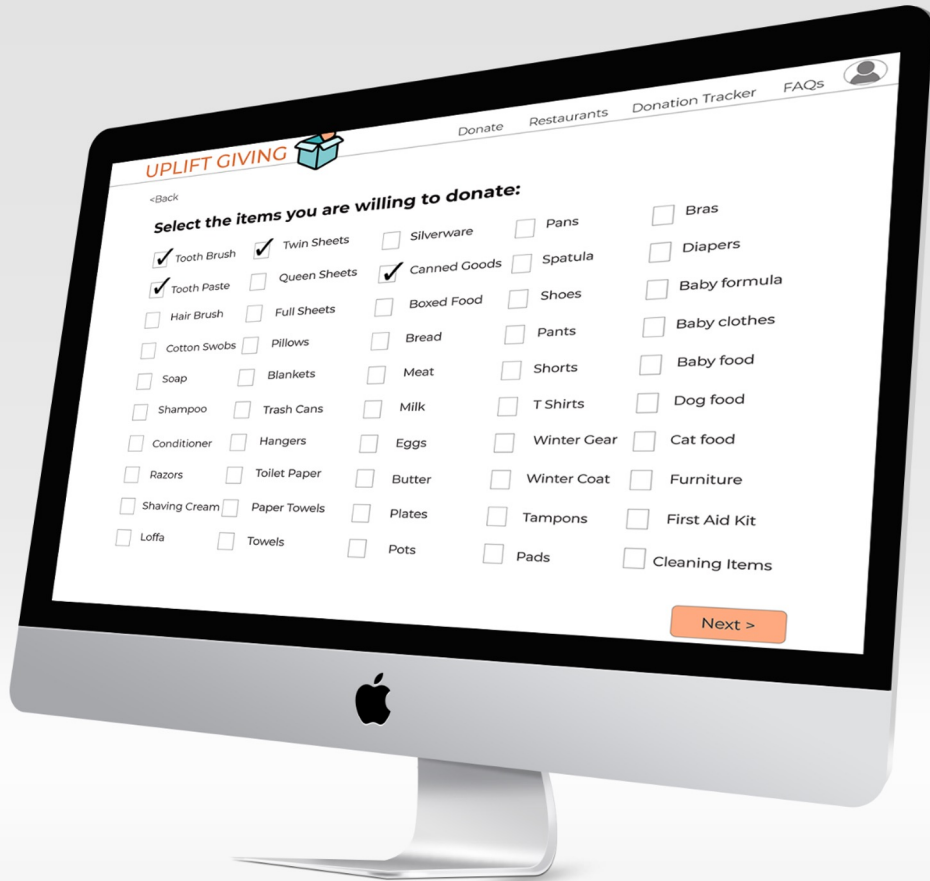 UPLIFT GIVING
Donate Restaurants Donation Tracker FAQs
<Back
Select the items you are willing to donate:
Tooth Brush Twin Sheets Silverware Pans Bras
Tooth Paste Queen Sheets Canned Goods Spatula Diapers
Hair Brush Full Sheets Boxed Food Shoes Baby formula
Cotton Swobs Pillows Bread Pants Baby clothes
Soap Blankets Meat Shorts Baby food
Shampoo Trash Cans Milk T Shirts Dog food
Conditioner Hangers Eggs Winter Gear Cat food
Razors Toilet Paper Butter Winter Coat Furniture
Shaving Cream Paper Towels Plates Tampons First Aid Kit
Loffa Towels Pots Pads Cleaning Items
Next >